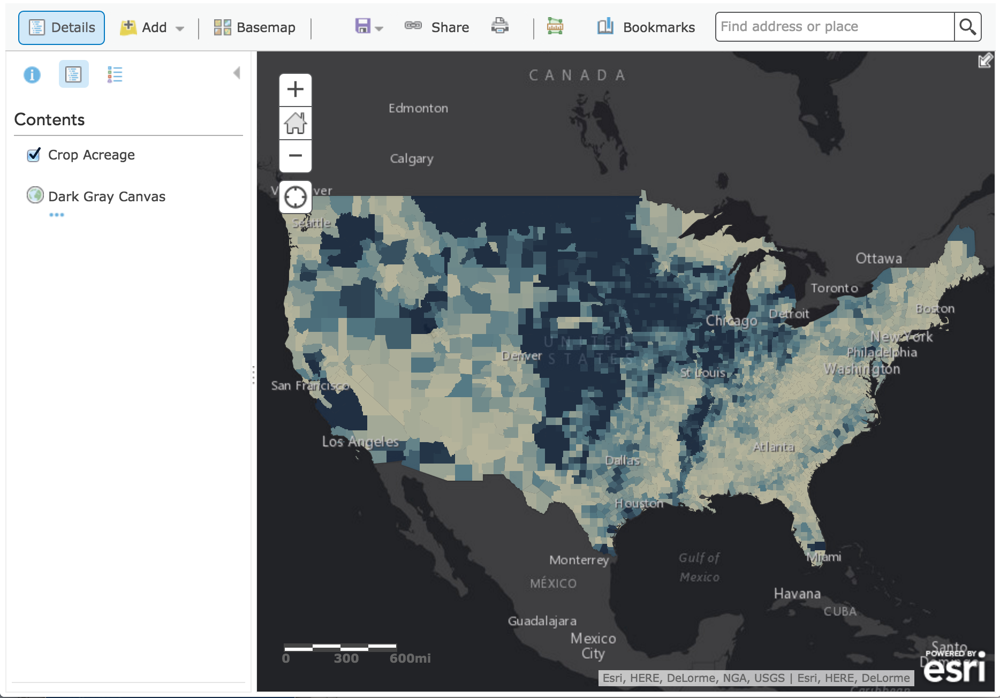 Details
Add
Basemap
Share
Bookmarks
Find address or place
Contents
Crop Acreage
Dark Gray Canvas
CANADA
Edmonton
Calgary
Seattle
Ottawa
Toronto
Boston
Detroit
Chicago
New York
UNITED
STATES
Denver
Philadelphia
Washington
St Louis
San Francisco
Los Angeles
Atlanta
Dallas
Houston
Monterrey
Gulf of
Mexico
Miami
MÉXICO
Havana
CUBA
Guadalajara
Mexico
City
Santo
Domingo
0 300 600mi
POWERED BY
esri
Esri, HERE, DeLorme, NGA, USGS | Esri, HERE, DeLorme
Caribbean